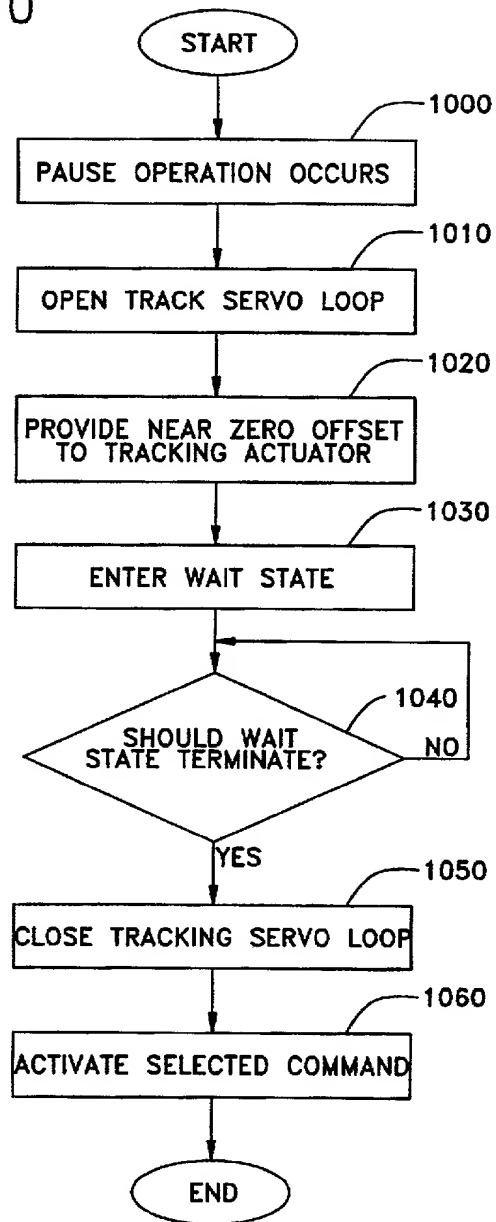 0
START
1000
PAUSE OPERATION OCCURS
1010
OPEN TRACK SERVO LOOP
1020
PROVIDE NEAR ZERO OFFSET
TO TRACKING ACTUATOR
1030
ENTER WAIT STATE
1040
SHOULD WAIT
STATE TERMINATE?
NO
YES
1050
CLOSE TRACKING SERVO LOOP
1060
ACTIVATE SELECTED COMMAND
END